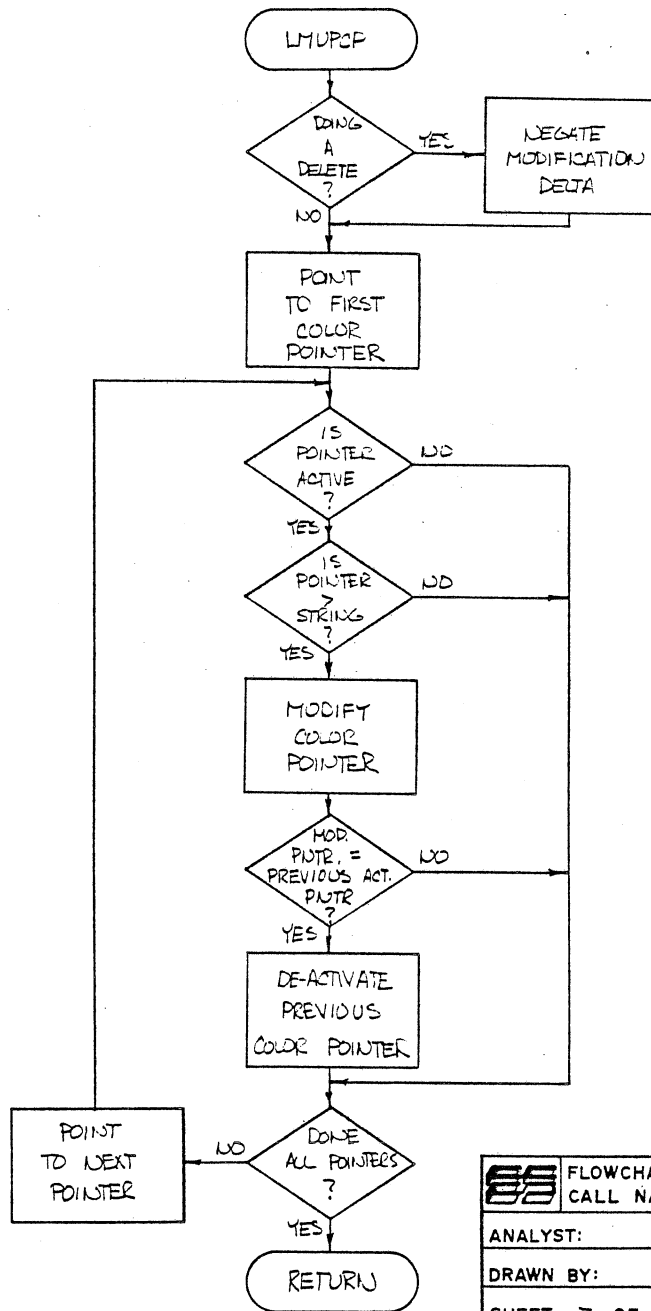 LMUPCP
DOING
A
DELETE
?
YES
NEGATE
MODIFICATION
DELTA
NO
POINT
TO FIRST
COLOR
POINTER
IS
POINTER
ACTIVE
?
NO
YES
IS
POINTER
>
STRING
?
NO
YES
MODIFY
COLOR
POINTER
MOD.
PNTR. =
PREVIOUS ACT.
PNTR
?
NO
YES
DE-ACTIVATE
PREVIOUS
COLOR POINTER
DONE
ALL POINTERS
?
NO
POINT
TO NEXT
POINTER
YES
RETURN
FLOWCHA
CALL NA
ANALYST:
DRAWN BY: